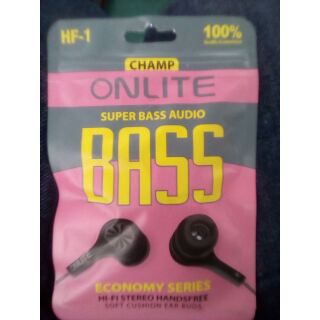 HF-1
100%
CHAMP
ONLITE
SUPER BASS AUDIO
BASS
ECONOMY SERIES
HI-FI STEREO HANDSFREE
SOFT CUSHION EAR BUDS